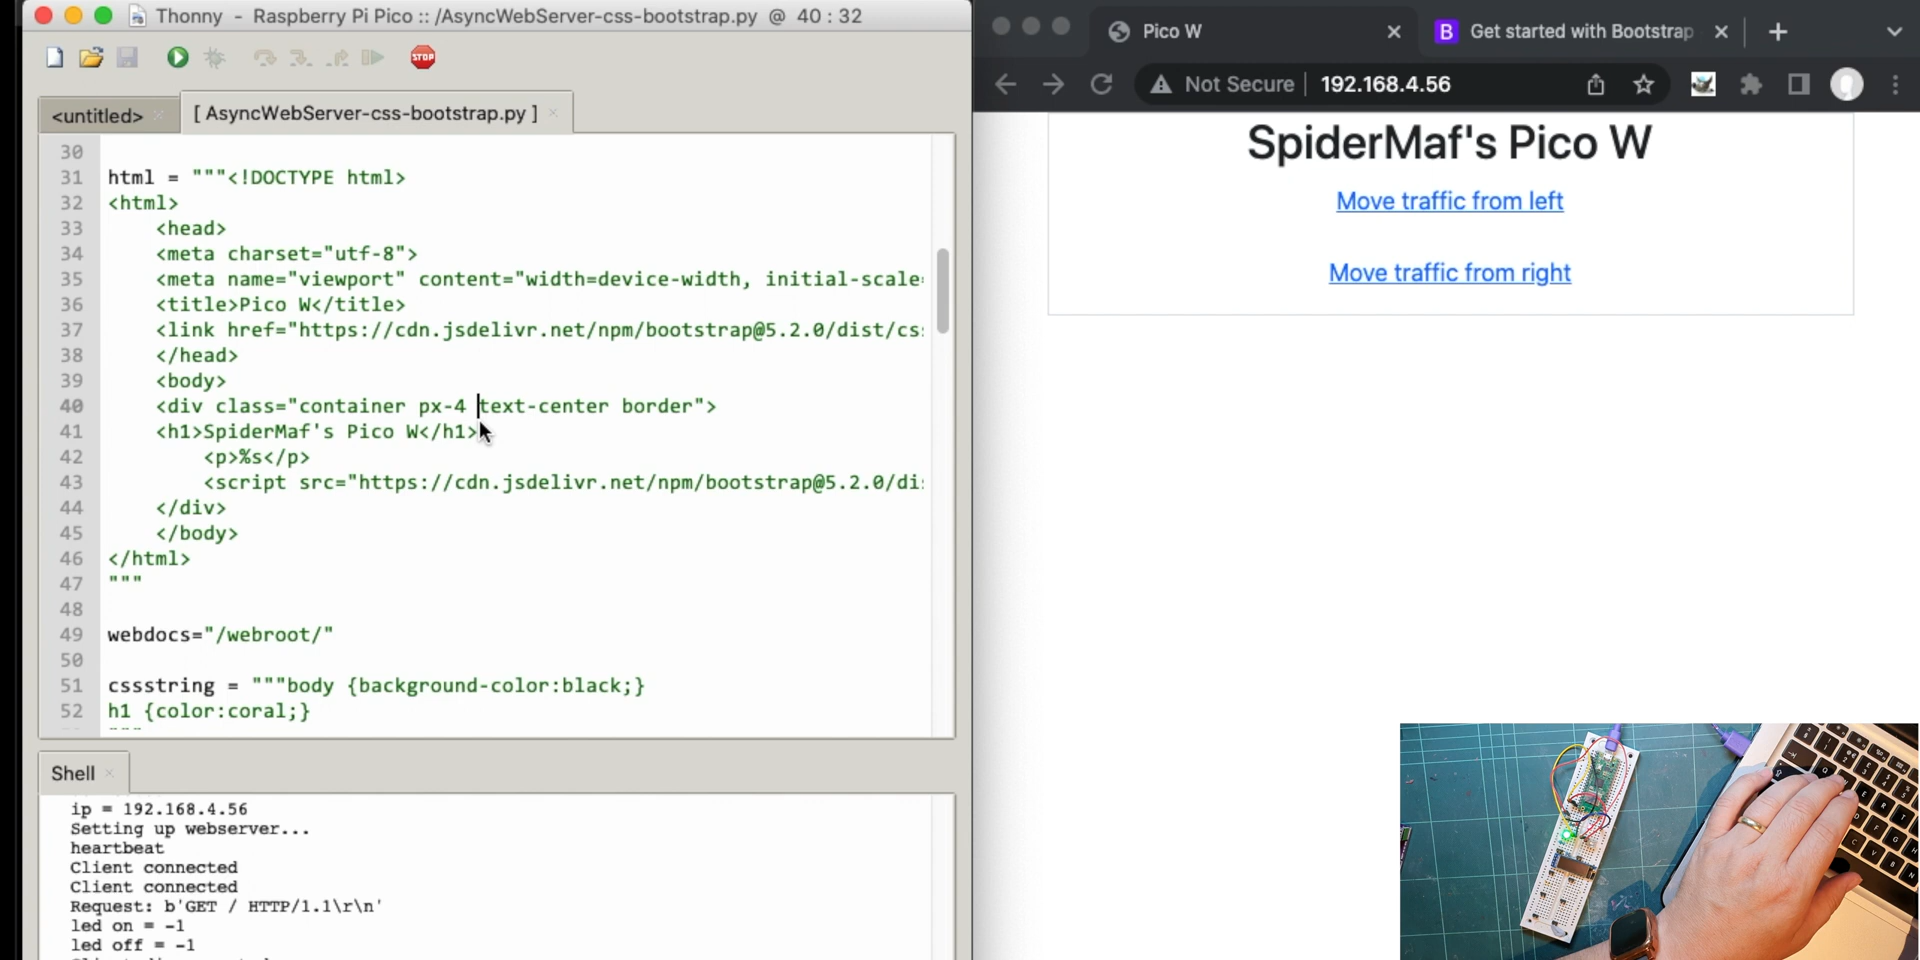 Thonny - Raspberry Pi Pico :: /AsyncWebServer-css-bootstrap.py @ 40 : 32
STOP
<untitled>
[ AsyncWebServer-css-bootstrap.py ]
30
31 html = """<!DOCTYPE html>
32 <html>
33 <head>
34 <meta charset="utf-8">
35 <meta name="viewport" content="width=device-width, initial-scale=
36 <title>Pico W</title>
37 <link href="https://cdn.jsdelivr.net/npm/bootstrap@5.2.0/dist/cs
38 </head>
39 <body>
40 <div class="container px-4 text-center border">
41 <h1>SpiderMaf's Pico W</h1>
42 <p>%s</p>
43 <script src="https://cdn.jsdelivr.net/npm/bootstrap@5.2.0/di
44 </div>
45 </body>
46 </html>
47 """
48
49 webdocs="/webroot/"
50
51 cssstring = """body {background-color:black;}
52 h1 {color:coral;}
Shell
ip = 192.168.4.56
Setting up webserver...
heartbeat
Client connected
Client connected
Request: b'GET / HTTP/1.1\r\n'
led on = -1
led off = -1
Pico W
B Get started with Bootstrap
Not Secure 192.168.4.56
SpiderMaf's Pico W
Move traffic from left
Move traffic from right